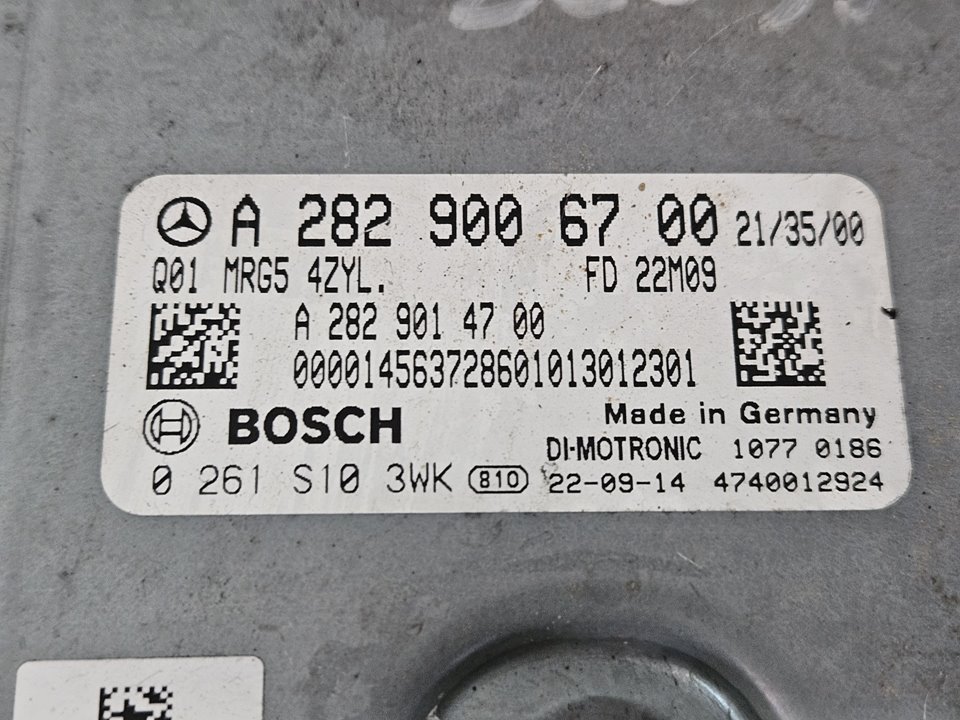 A 282 900 67 00 21/35/00
Q01 MRG5 4ZYL. FD 22M09
A 282 901 47 00
000014563728601013012301
BOSCH Made in Germany
DI-MOTRONIC 1077 0186
0 261 S10 3WK 810 22-09-14 4740012924